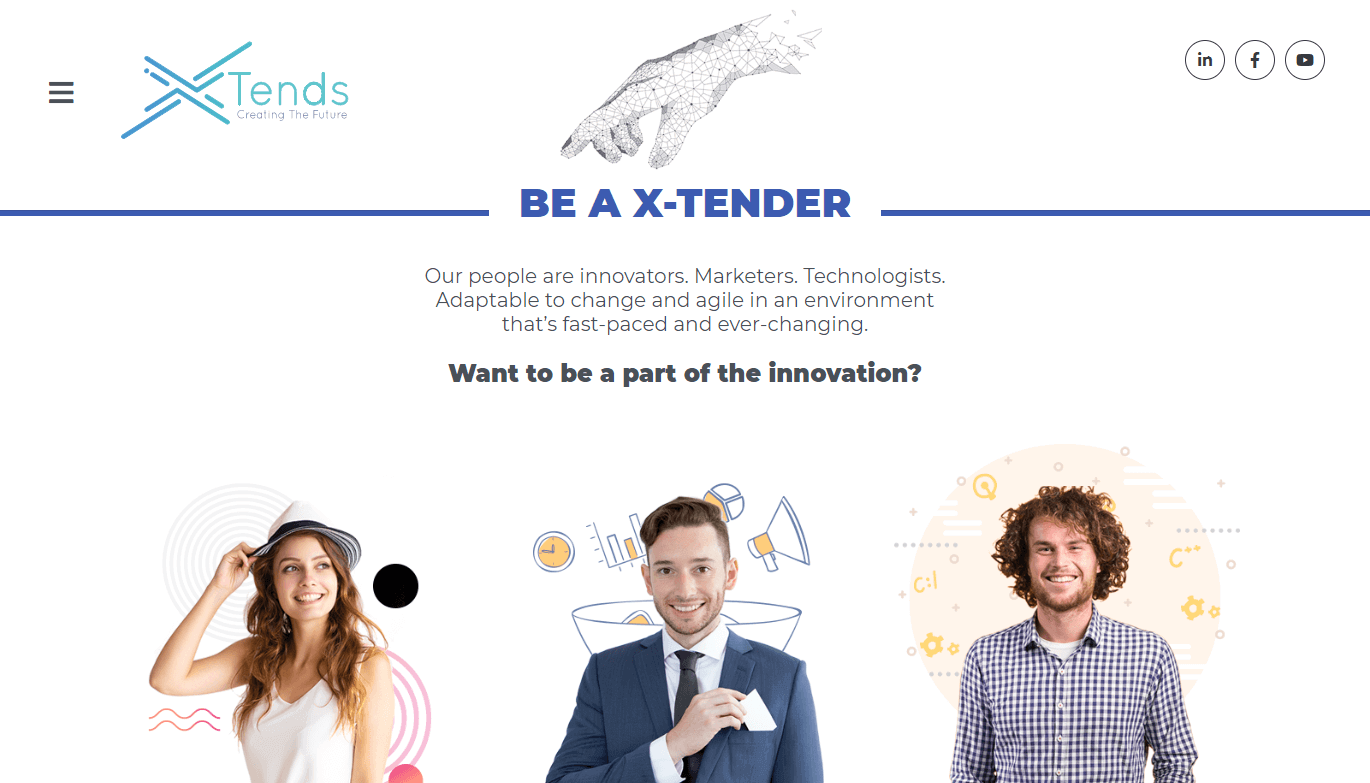 Tends
Creating The Future
in
f
BE A X-TENDER
Our people are innovators. Marketers. Technologists.
Adaptable to change and agile in an environment
that’s fast-paced and ever-changing.
Want to be a part of the innovation?
C++
C:\